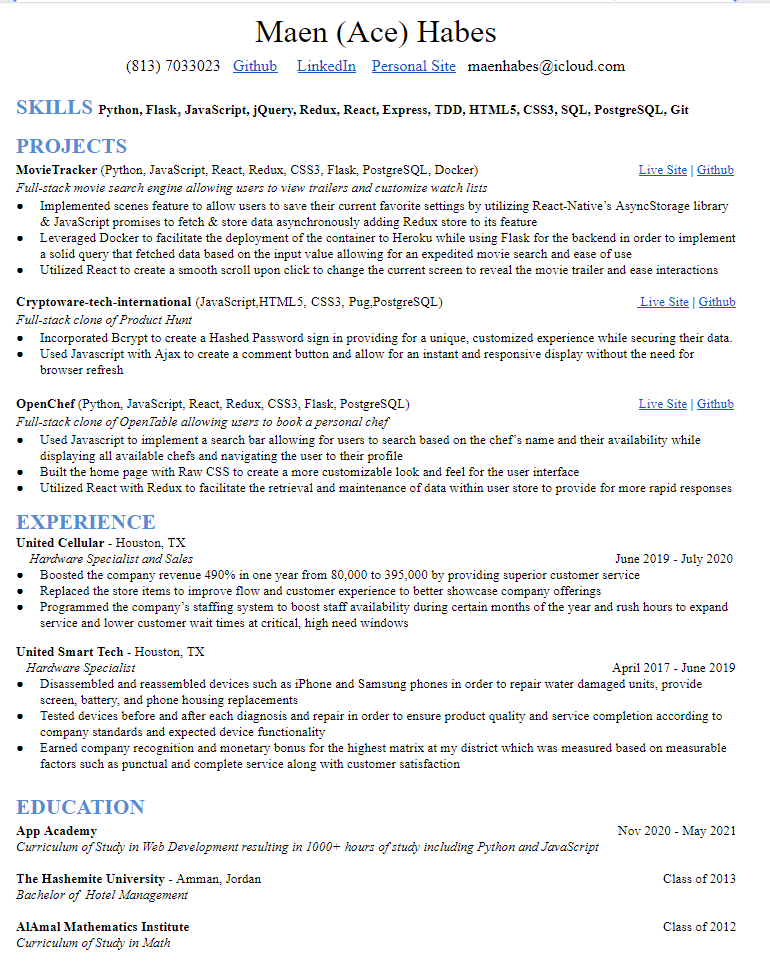 Maen (Ace) Habes
(813) 7033023 Github LinkedIn Personal Site maenhabes@icloud.com
SKILLS Python, Flask, JavaScript, jQuery, Redux, React, Express, TDD, HTML5, CSS3, SQL, PostgreSQL, Git
PROJECTS
MovieTracker (Python, JavaScript, React, Redux, CSS3, Flask, PostgreSQL, Docker) Live Site | Github
Full-stack movie search engine allowing users to view trailers and customize watch lists
● Implemented scenes feature to allow users to save their current favorite settings by utilizing React-Native's AsyncStorage library
& JavaScript promises to fetch & store data asynchronously adding Redux store to its feature
● Leveraged Docker to facilitate the deployment of the container to Heroku while using Flask for the backend in order to implement
a solid query that fetched data based on the input value allowing for an expedited movie search and ease of use
● Utilized React to create a smooth scroll upon click to change the current screen to reveal the movie trailer and ease interactions
Cryptoware-tech-international (JavaScript,HTML5, CSS3, Pug,PostgreSQL) Live Site | Github
Full-stack clone of Product Hunt
● Incorporated Bcrypt to create a Hashed Password sign in providing for a unique, customized experience while securing their data.
● Used Javascript with Ajax to create a comment button and allow for an instant and responsive display without the need for
browser refresh
OpenChef (Python, JavaScript, React, Redux, CSS3, Flask, PostgreSQL) Live Site | Github
Full-stack clone of OpenTable allowing users to book a personal chef
● Used Javascript to implement a search bar allowing for users to search based on the chef's name and their availability while
displaying all available chefs and navigating the user to their profile
● Built the home page with Raw CSS to create a more customizable look and feel for the user interface
● Utilized React with Redux to facilitate the retrieval and maintenance of data within user store to provide for more rapid responses
EXPERIENCE
United Cellular - Houston, TX
Hardware Specialist and Sales June 2019 - July 2020
● Boosted the company revenue 490% in one year from 80,000 to 395,000 by providing superior customer service
● Replaced the store items to improve flow and customer experience to better showcase company offerings
● Programmed the company's staffing system to boost staff availability during certain months of the year and rush hours to expand
service and lower customer wait times at critical, high need windows
United Smart Tech - Houston, TX
Hardware Specialist April 2017 - June 2019
● Disassembled and reassembled devices such as iPhone and Samsung phones in order to repair water damaged units, provide
screen, battery, and phone housing replacements
● Tested devices before and after each diagnosis and repair in order to ensure product quality and service completion according to
company standards and expected device functionality
● Earned company recognition and monetary bonus for the highest matrix at my district which was measured based on measurable
factors such as punctual and complete service along with customer satisfaction
EDUCATION
App Academy Nov 2020 - May 2021
Curriculum of Study in Web Development resulting in 1000+ hours of study including Python and JavaScript
The Hashemite University - Amman, Jordan Class of 2013
Bachelor of Hotel Management
AlAmal Mathematics Institute Class of 2012
Curriculum of Study in Math